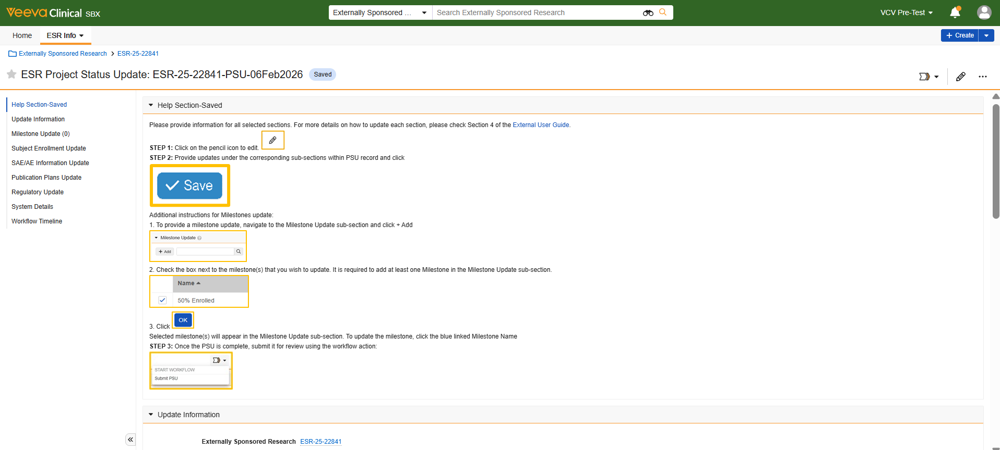 Veeva Clinical SBX
Externally Sponsored ...
Search Externally Sponsored Research
VCV Pre-Test
Home
ESR Info
+ Create
Externally Sponsored Research > ESR-25-22841
ESR Project Status Update: ESR-25-22841-PSU-06Feb2026
Saved
Help Section-Saved
Update Information
Milestone Update (0)
Subject Enrollment Update
SAE/AE Information Update
Publication Plans Update
Regulatory Update
System Details
Workflow Timeline
Help Section-Saved
Please provide information for all selected sections. For more details on how to update each section, please check Section 4 of the External User Guide.
STEP 1: Click on the pencil icon to edit.
STEP 2: Provide updates under the corresponding sub-sections within PSU record and click
Save
Additional instructions for Milestones update:
1. To provide a milestone update, navigate to the Milestone Update sub-section and click + Add
Milestone Update
+ Add
2. Check the box next to the milestone(s) that you wish to update. It is required to add at least one Milestone in the Milestone Update sub-section.
Name
50% Enrolled
3. Click OK
Selected milestone(s) will appear in the Milestone Update sub-section. To update the milestone, click the blue linked Milestone Name
STEP 3: Once the PSU is complete, submit it for review using the workflow action:
START WORKFLOW
Submit PSU
Update Information
Externally Sponsored Research ESR-25-22841